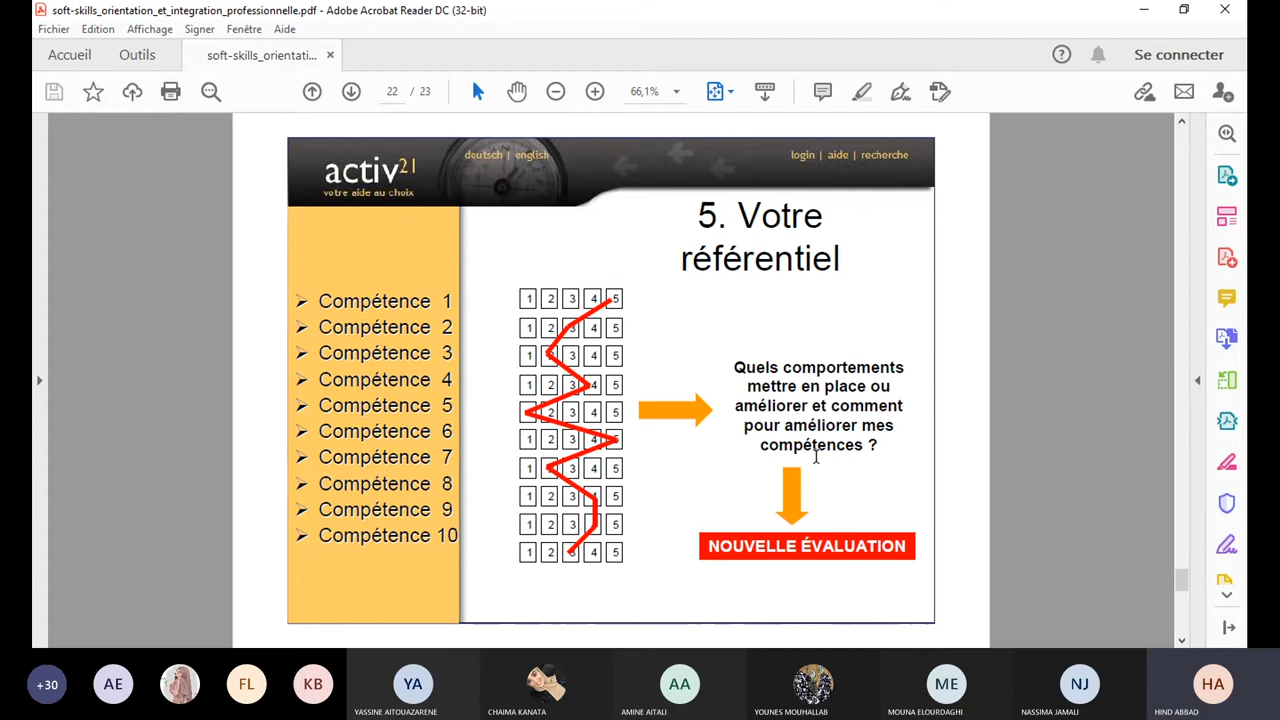 soft-skills_orientation_et_integration_professionnelle.pdf - Adobe Acrobat Reader DC (32-bit)
Fichier Edition Affichage Signer Fenêtre Aide
Accueil Outils soft-skills_orientati... × Se connecter
22 / 23 66,1%
activ21
votre aide au choix
deutsch | english
login | aide | recherche
5. Votre
référentiel
Compétence 1
Compétence 2
Compétence 3
Compétence 4
Compétence 5
Compétence 6
Compétence 7
Compétence 8
Compétence 9
Compétence 10
1 2 3 4 5
1 2 3 4 5
1 2 3 4 5
1 2 3 4 5
1 2 3 4 5
1 2 3 4 5
1 2 3 4 5
1 2 3 4 5
1 2 3 4 5
1 2 3 4 5
Quels comportements
mettre en place ou
améliorer et comment
pour améliorer mes
compétences ?
NOUVELLE ÉVALUATION
+30 AE FL KB YA AA ME NJ HA
YASSINE AITOUAZARENE CHAIMA KANATA AMINE AITALI YOUNES MOUHALLAB MOUNA ELOURDAGHI NASSIMA JAMALI HIND ABBAD